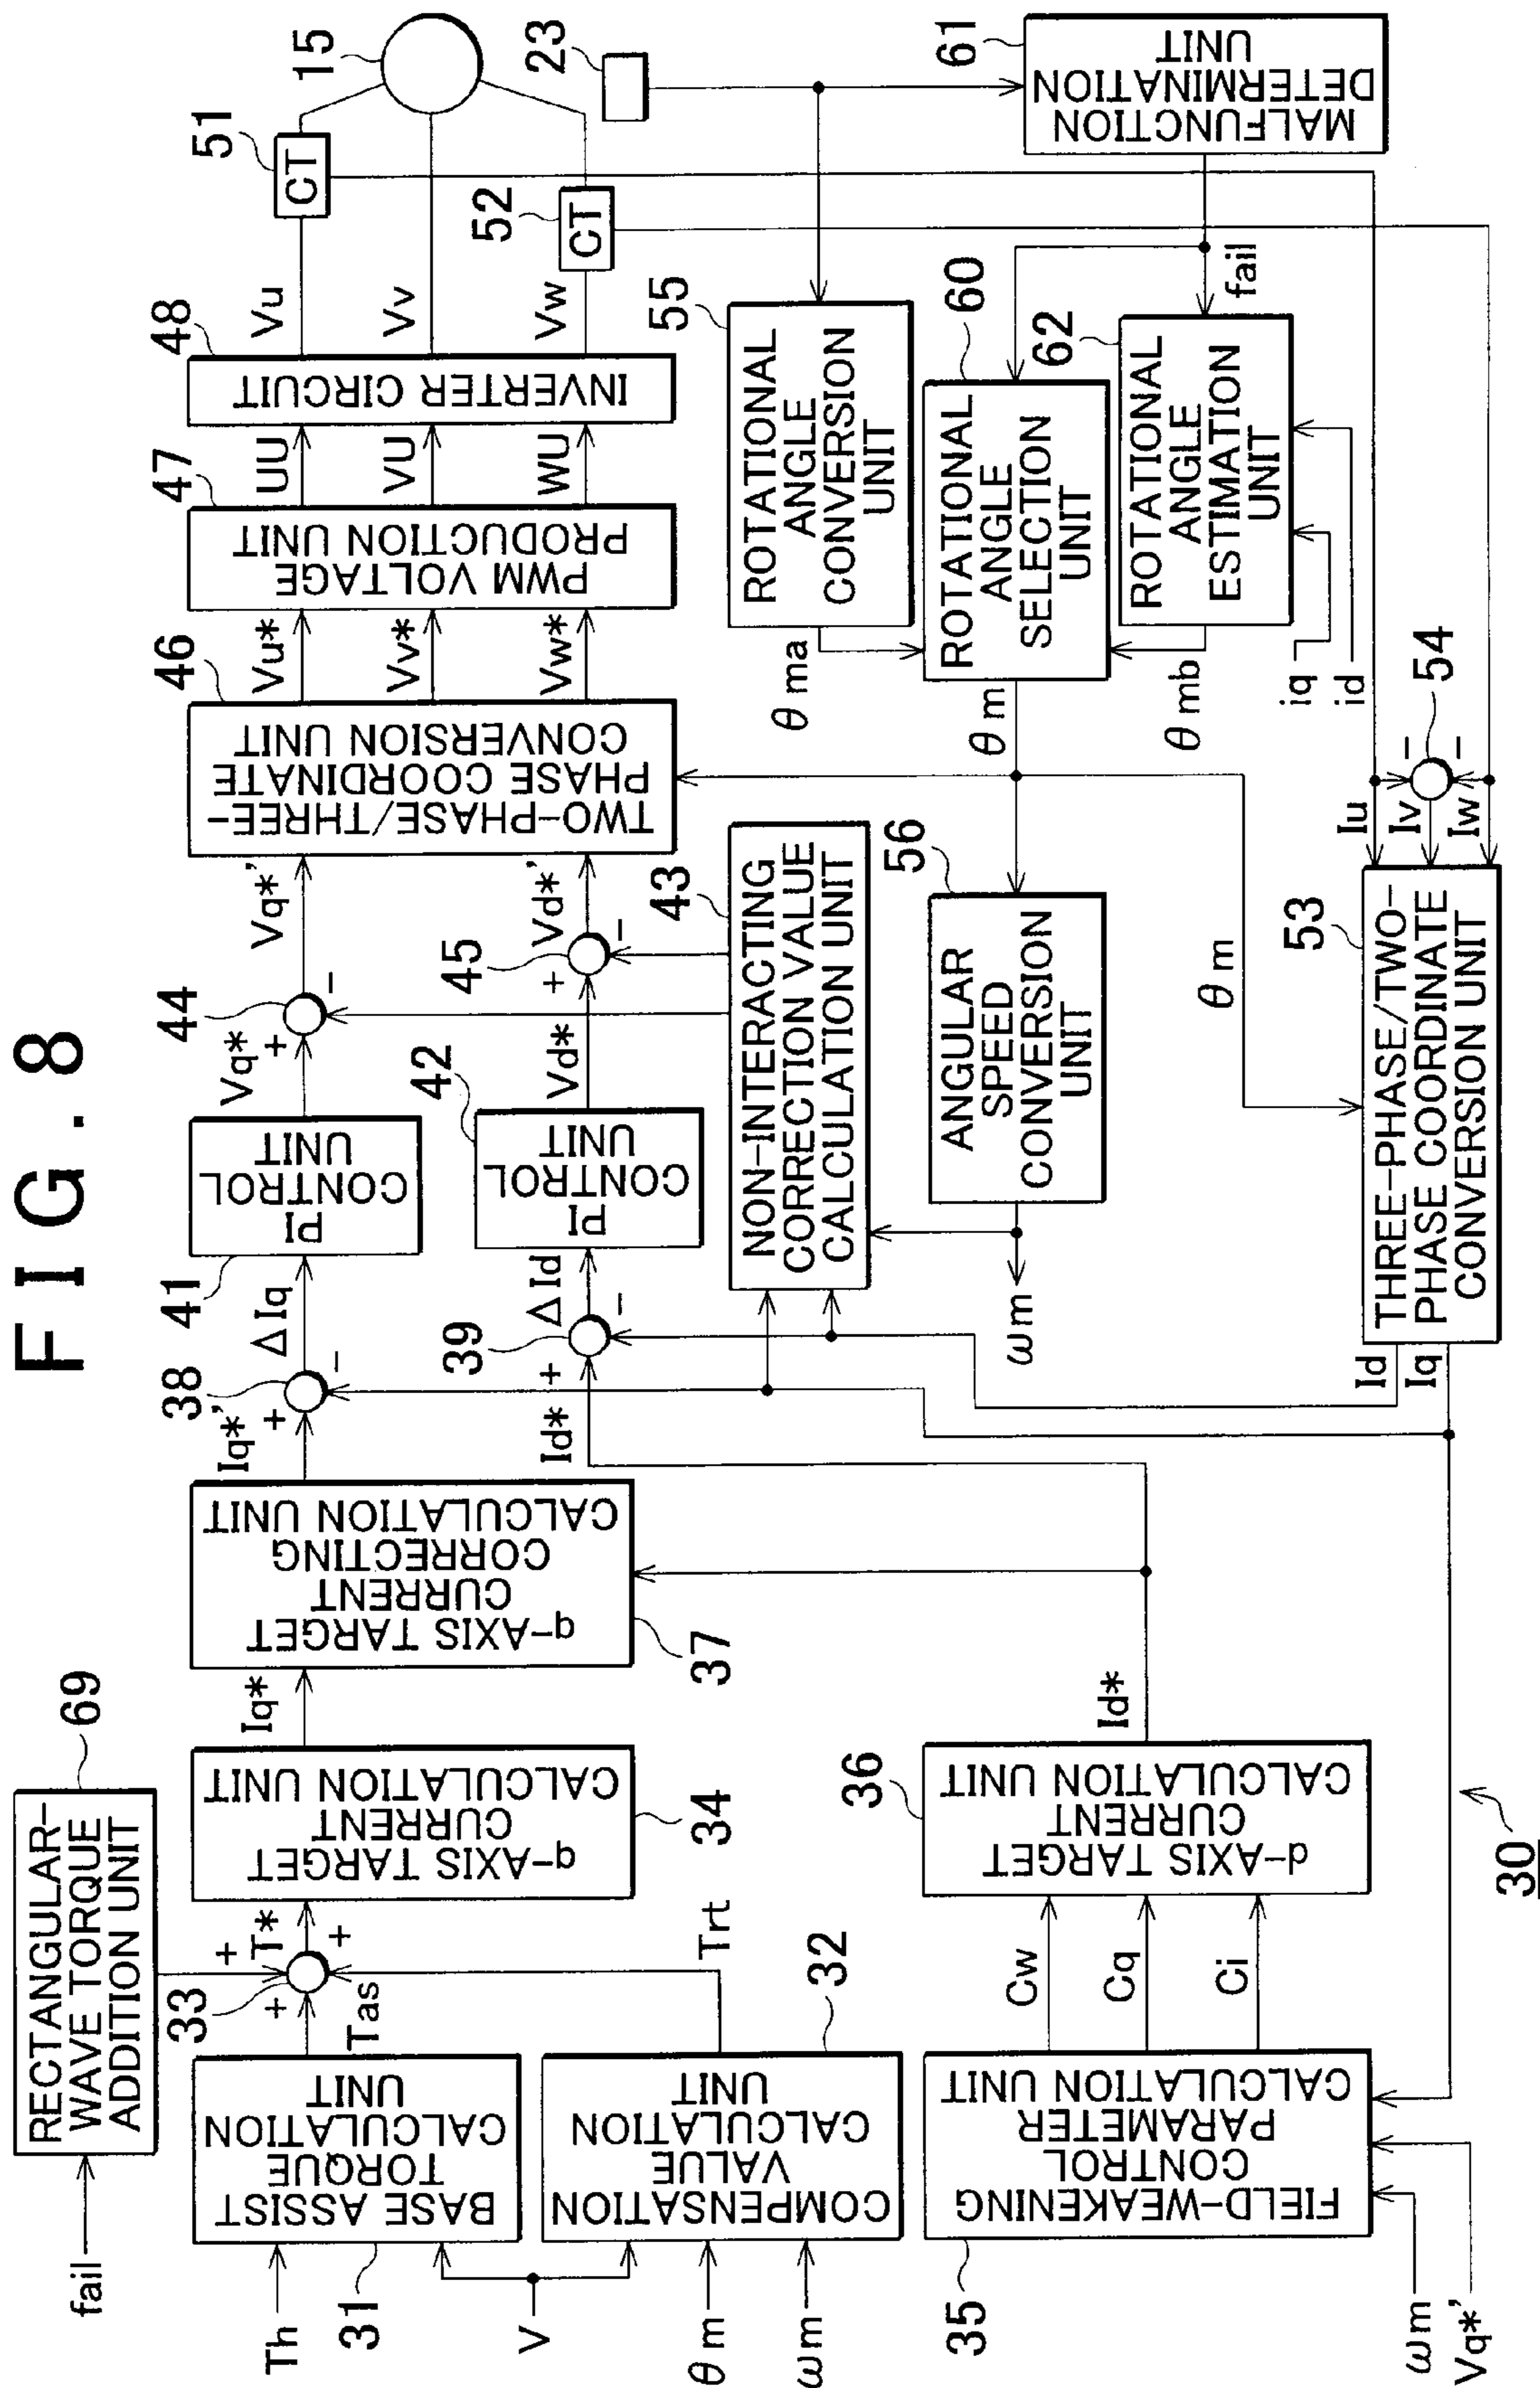 FIG. 8
RECTANGULAR-
WAVE TORQUE
ADDITION UNIT
69
fail
Th
V
θm
ωm
BASE ASSIST
TORQUE
CALCULATION
UNIT
31
COMPENSATION
VALUE
CALCULATION
UNIT
32
33
+
+
+
Tas
T*
Trt
q-AXIS TARGET
CURRENT
CALCULATION UNIT
34
Iq*
q-AXIS TARGET
CURRENT
CORRECTING
CALCULATION UNIT
37
Iq*'
38
+
-
ΔIq
PI
CONTROL
UNIT
41
Vq*
44
+
-
Vq*'
Id*
39
+
-
ΔId
PI
CONTROL
UNIT
42
Vd*
45
+
-
Vd*'
TWO-PHASE/THREE-
PHASE COORDINATE
CONVERSION UNIT
46
Vu*
Vv*
Vw*
PWM VOLTAGE
PRODUCTION UNIT
47
UU
VU
WU
INVERTER CIRCUIT
48
Vu
Vv
Vw
CT
51
CT
52
15
23
NON-INTERACTING
CORRECTION VALUE
CALCULATION UNIT
43
ROTATIONAL
ANGLE
CONVERSION
UNIT
55
θma
ANGULAR
SPEED
CONVERSION
UNIT
56
ωm
θm
ROTATIONAL
ANGLE
SELECTION
UNIT
60
θmb
ROTATIONAL
ANGLE
ESTIMATION
UNIT
62
fail
iq
id
MALFUNCTION
DETERMINATION
UNIT
61
FIELD-WEAKENING
CONTROL
PARAMETER
CALCULATION UNIT
35
ωm
Vq*'
Cw
Cq
Ci
d-AXIS TARGET
CURRENT
CALCULATION UNIT
36
Id*
θm
THREE-PHASE/TWO-
PHASE COORDINATE
CONVERSION UNIT
53
Id
Iq
Iu
Iv
Iw
-
-
54
30